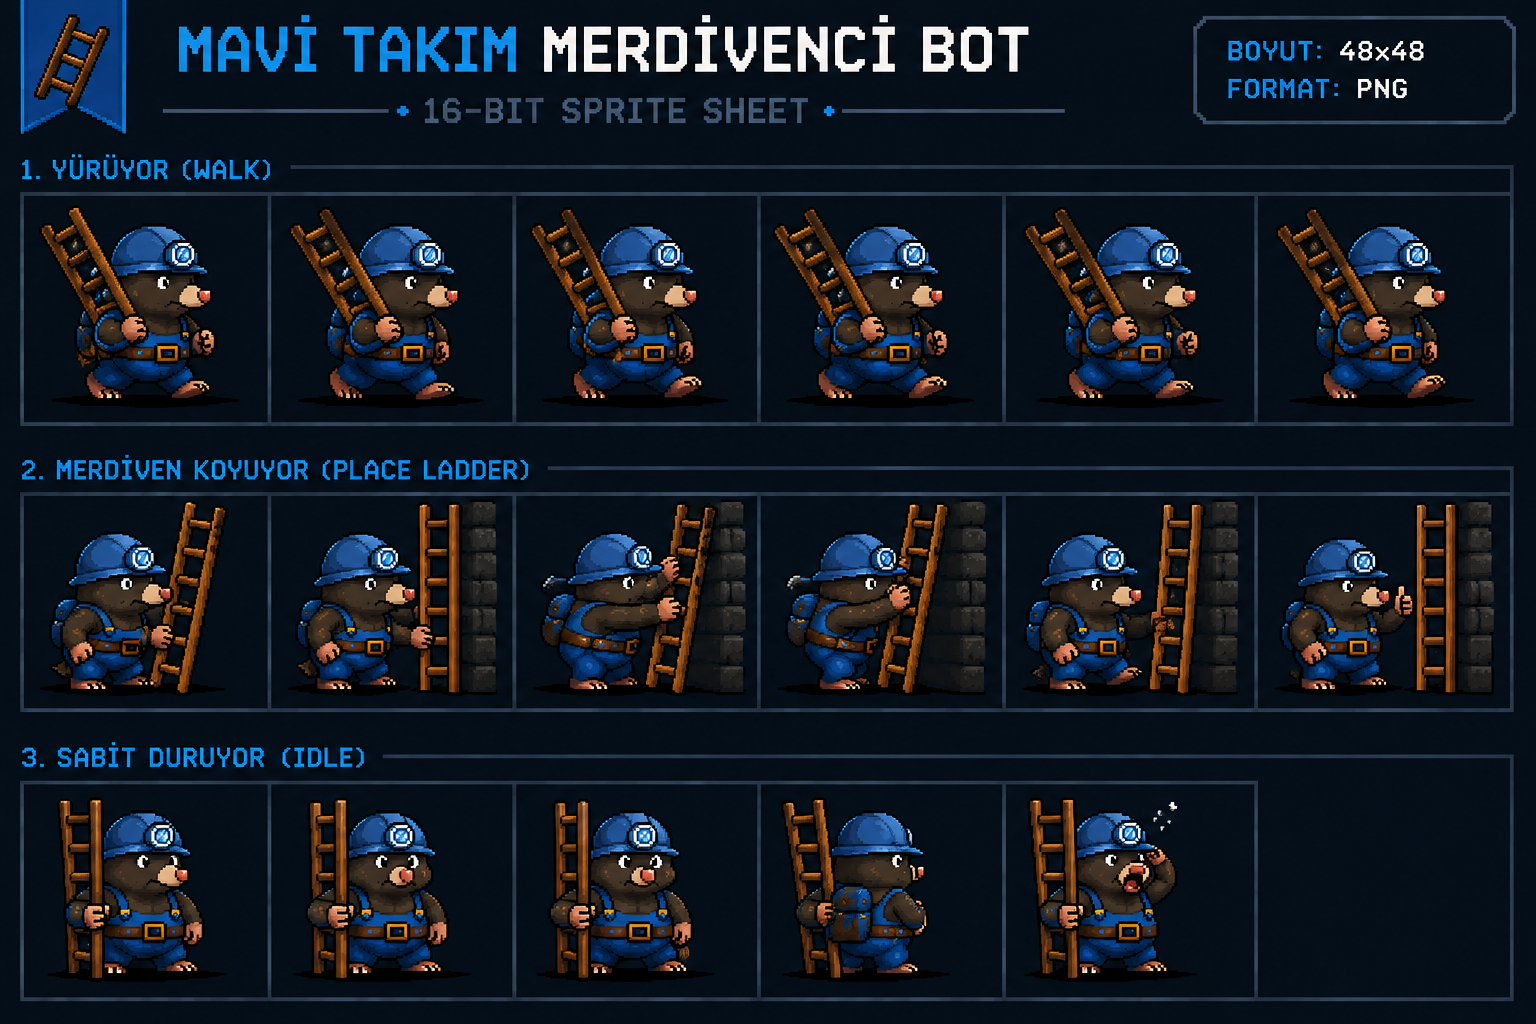 MAVİ TAKIM MERDİVENCİ BOT
16-BIT SPRITE SHEET
BOYUT: 48x48
FORMAT: PNG
1. YÜRÜYOR (WALK)
2. MERDİVEN KOYUYOR (PLACE LADDER)
3. SABİT DURUYOR (IDLE)